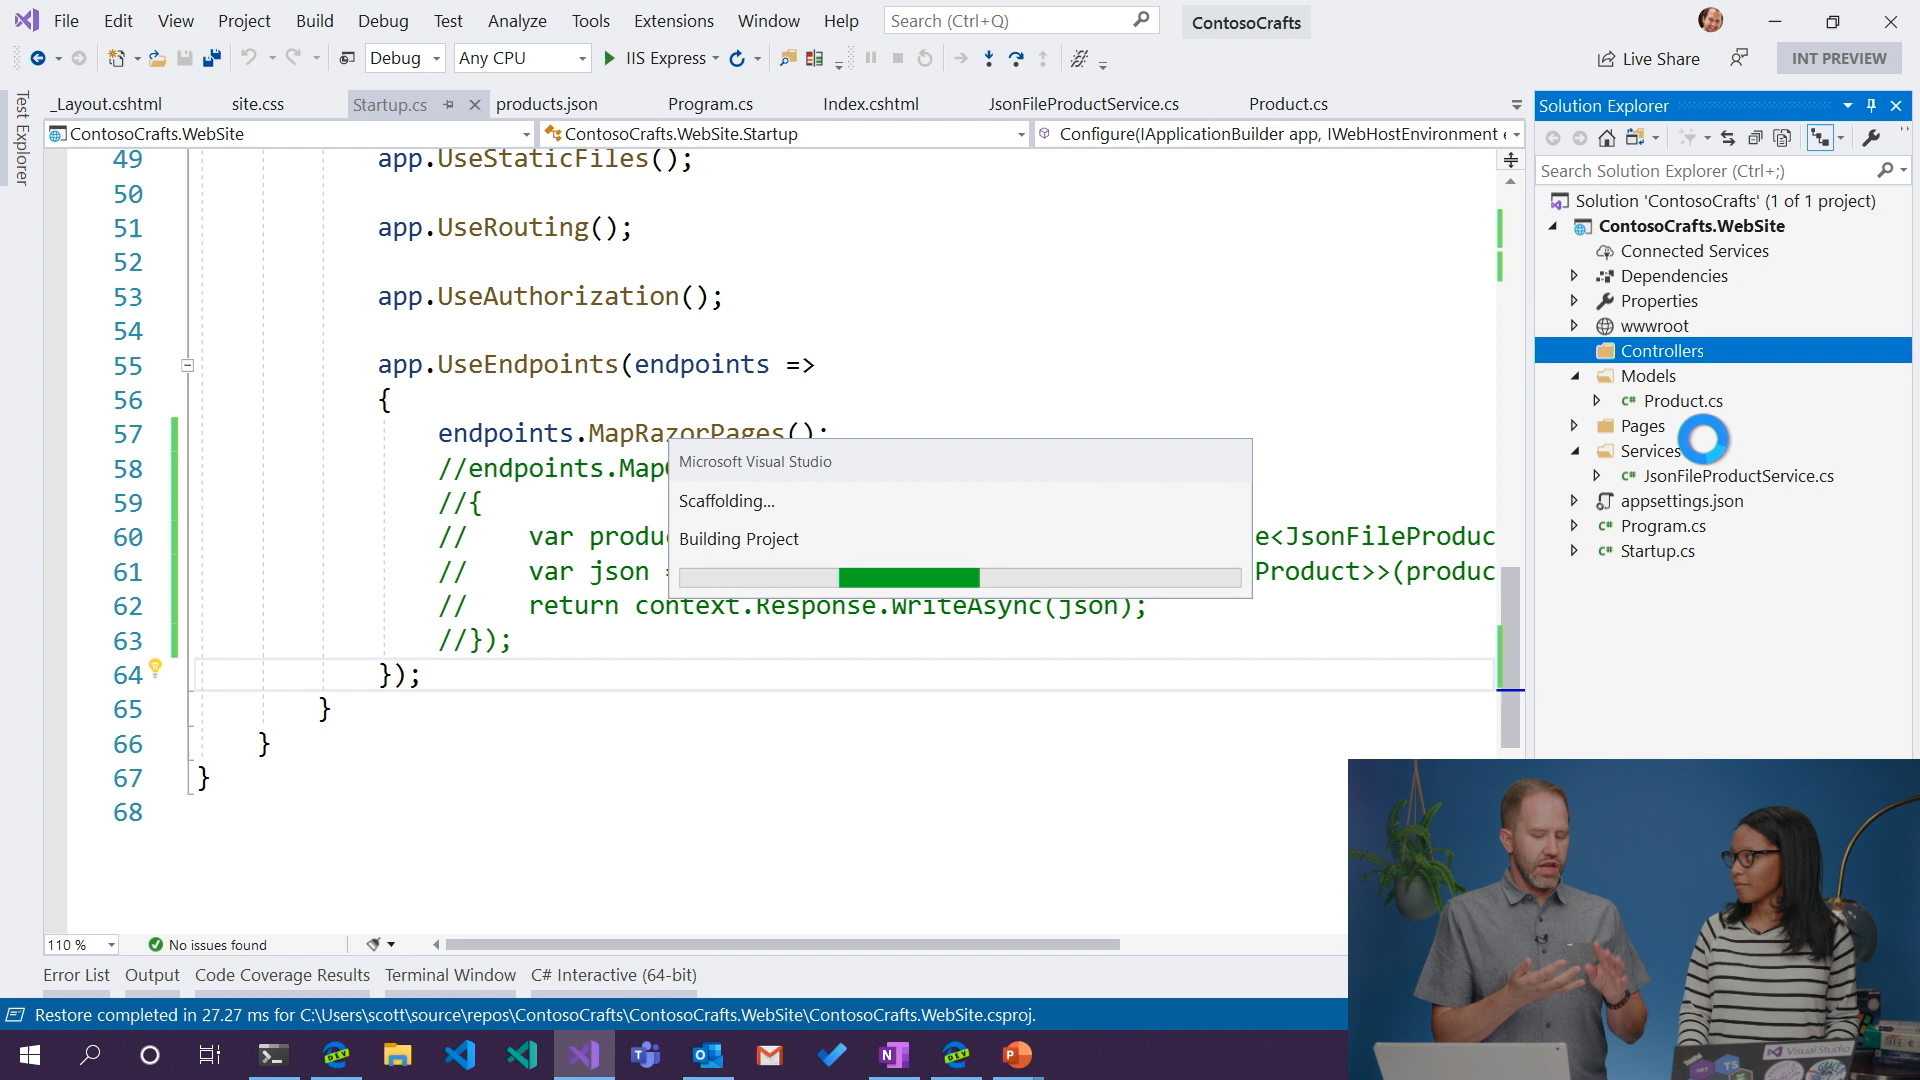 File Edit View Project Build Debug Test Analyze Tools Extensions Window Help Search (Ctrl+Q) ContosoCrafts
Debug Any CPU IIS Express Live Share INT PREVIEW
Test Explorer
_Layout.cshtml site.css Startup.cs products.json Program.cs Index.cshtml JsonFileProductService.cs Product.cs
ContosoCrafts.WebSite ContosoCrafts.WebSite.Startup Configure(IApplicationBuilder app, IWebHostEnvironment e
49 app.UseStaticFiles();
50
51 app.UseRouting();
52
53 app.UseAuthorization();
54
55 app.UseEndpoints(endpoints =>
56 {
57 endpoints.MapRazorPages();
58 //endpoints.Map
59 //{
60 // var produ e<JsonFileProduc
61 // var json = Product>>(produc
62 // return context.Response.WriteAsync(json);
63 //});
64 });
65 }
66 }
67 }
68
Microsoft Visual Studio
Scaffolding...
Building Project
Solution Explorer
Search Solution Explorer (Ctrl+;)
Solution 'ContosoCrafts' (1 of 1 project)
ContosoCrafts.WebSite
Connected Services
Dependencies
Properties
wwwroot
Controllers
Models
C# Product.cs
Pages
Services
C# JsonFileProductService.cs
appsettings.json
C# Program.cs
C# Startup.cs
110 % No issues found
Error List Output Code Coverage Results Terminal Window C# Interactive (64-bit)
Restore completed in 27.27 ms for C:\Users\scott\source\repos\ContosoCrafts\ContosoCrafts.WebSite\ContosoCrafts.WebSite.csproj.
DEV DEV
Visual Studio
.NET TS